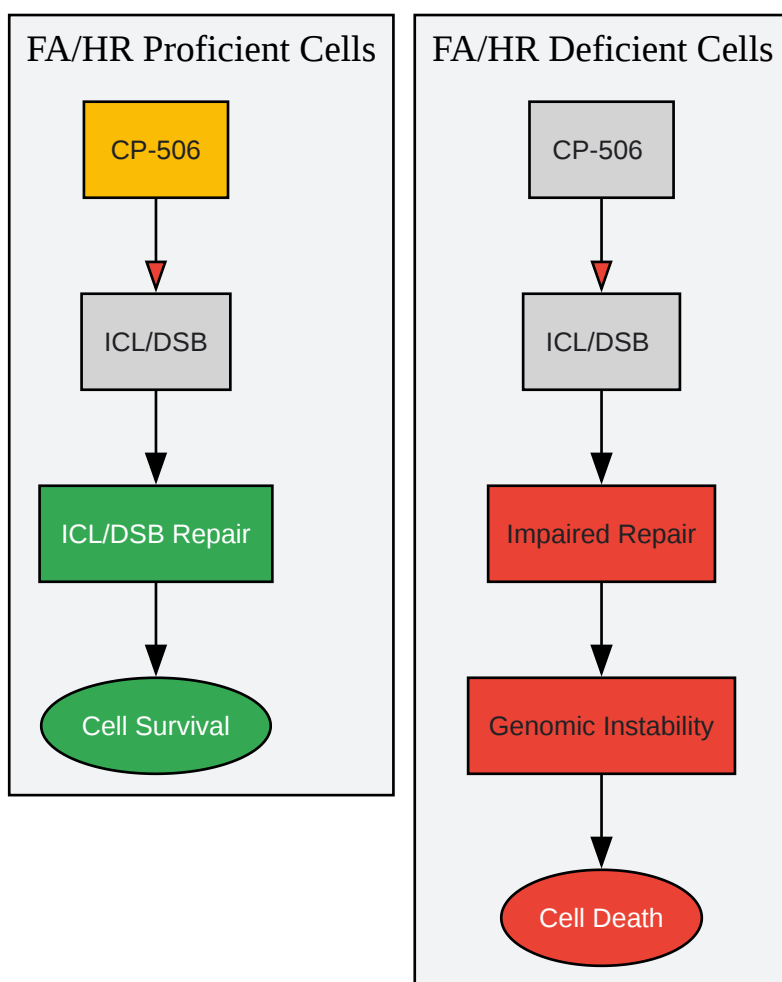 FA/HR Proficient Cells
CP-506
ICL/DSB
ICL/DSB Repair
Cell Survival
FA/HR Deficient Cells
CP-506
ICL/DSB
Impaired Repair
Genomic Instability
Cell Death